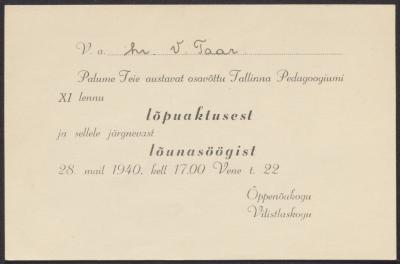 V. a. hr. V. Taar
Palume Teie austavat osavõttu Tallinna Pedagoogiumi
XI lennu
lõpuaktusest
ja sellele järgnevast
lõunasöögist
28. mail 1940, kell 17.00 Vene t. 22
Õppenõukogu
Vilistlaskogu